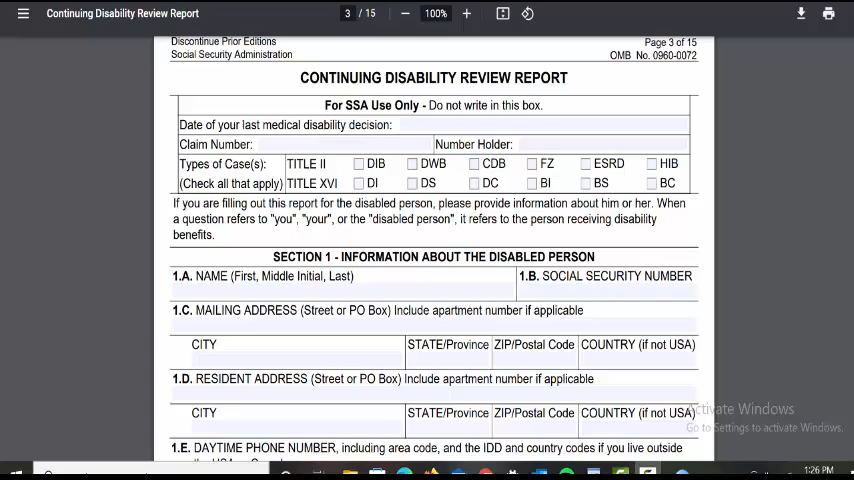 Continuing Disability Review Report
3 / 15
100%
Discontinue Prior Editions
Page 3 of 15
Social Security Administration
OMB No. 0960-0072
CONTINUING DISABILITY REVIEW REPORT
For SSA Use Only - Do not write in this box.
Date of your last medical disability decision:
Claim Number: Number Holder:
Types of Case(s): TITLE II DIB DWB CDB FZ ESRD HIB
(Check all that apply) TITLE XVI DI DS DC BI BS BC
If you are filling out this report for the disabled person, please provide information about him or her. When
a question refers to "you", "your", or the "disabled person", it refers to the person receiving disability
benefits.
SECTION 1 - INFORMATION ABOUT THE DISABLED PERSON
1.A. NAME (First, Middle Initial, Last) 1.B. SOCIAL SECURITY NUMBER
1.C. MAILING ADDRESS (Street or PO Box) Include apartment number if applicable
CITY STATE/Province ZIP/Postal Code COUNTRY (if not USA)
1.D. RESIDENT ADDRESS (Street or PO Box) Include apartment number if applicable
CITY STATE/Province ZIP/Postal Code COUNTRY (if not USA)
Activate Windows
Go to Settings to activate Windows.
1.E. DAYTIME PHONE NUMBER, including area code, and the IDD and country codes if you live outside
1:26 PM